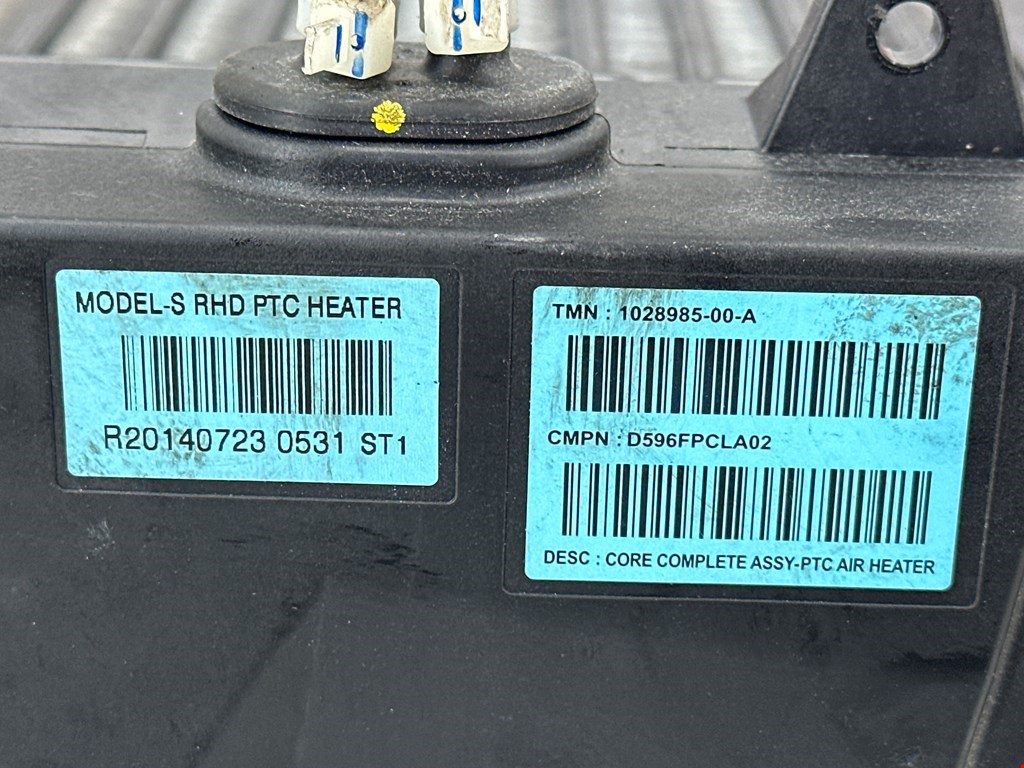 MODEL-S RHD PTC HEATER
R20140723 0531 ST1
TMN : 1028985-00-A
CMPN : D596FPCLA02
DESC : CORE COMPLETE ASSY-PTC AIR HEATER